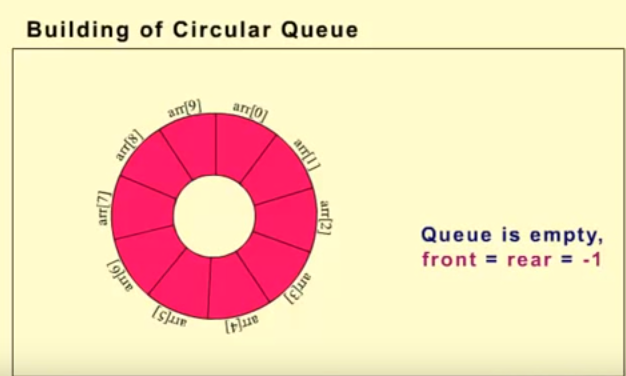 Building of Circular Queue
arr[0]
arr[1]
arr[2]
arr[3]
arr[4]
arr[5]
arr[6]
arr[7]
arr[8]
arr[9]
Queue is empty,
front = rear = -1